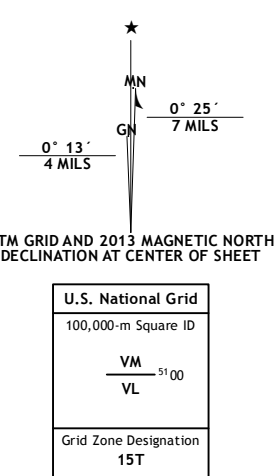 ★
MN
0° 25´
7 MILS
GN
0° 13´
4 MILS
TM GRID AND 2013 MAGNETIC NORTH
DECLINATION AT CENTER OF SHEET
U.S. National Grid
100,000-m Square ID
VM
5100
VL
Grid Zone Designation
15T